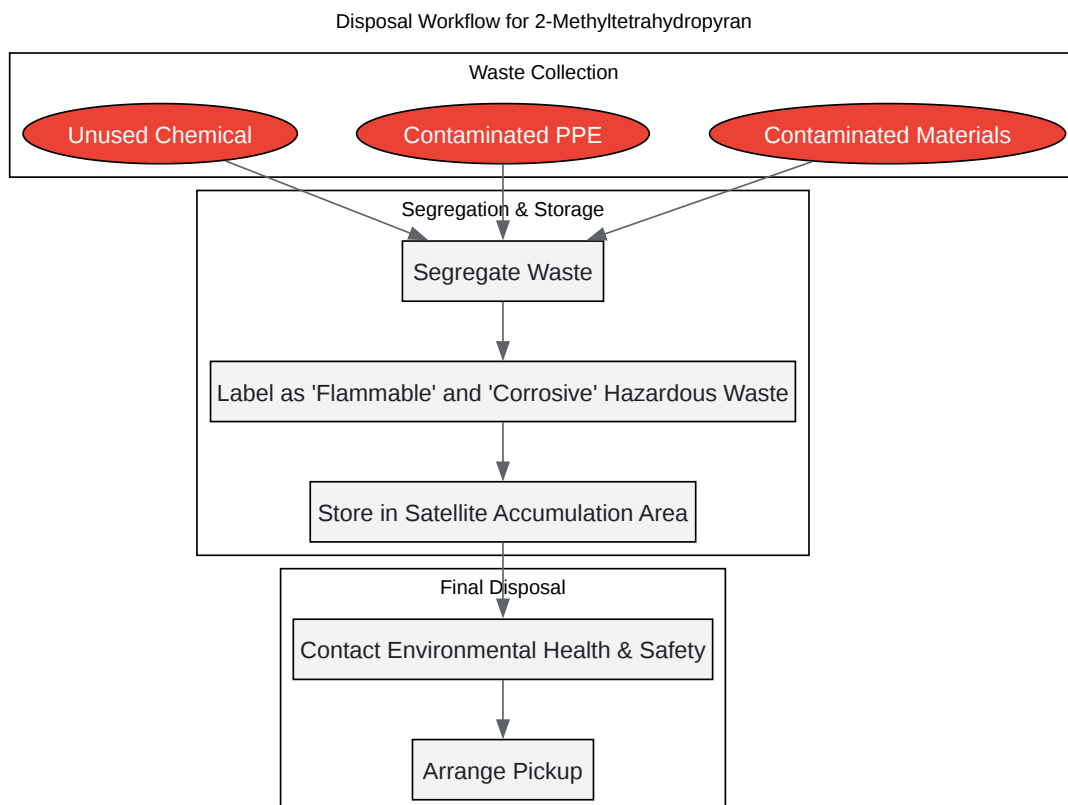 Disposal Workflow for 2-Methyltetrahydropyran
Waste Collection
Unused Chemical
Contaminated PPE
Contaminated Materials
Segregation & Storage
Segregate Waste
Label as 'Flammable' and 'Corrosive' Hazardous Waste
Store in Satellite Accumulation Area
Final Disposal
Contact Environmental Health & Safety
Arrange Pickup